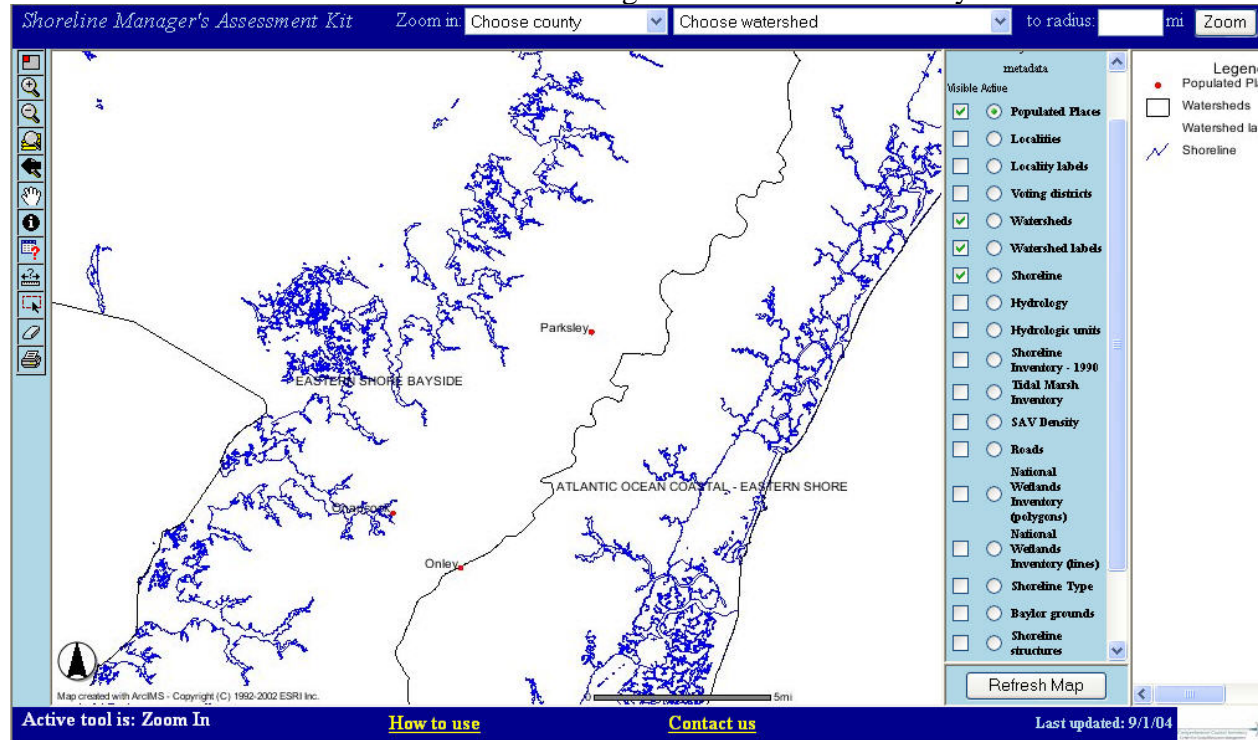 Shoreline Manager's Assessment Kit
Zoom in: Choose county Choose watershed to radius: mi Zoom
metadata
Visible Active
Populated Places
Localities
Locality labels
Voting districts
Watersheds
Watershed labels
Shoreline
Hydrology
Hydrologic units
Shoreline
Inventory - 1990
Tidal Marsh
Inventory
SAV Density
Roads
National
Wetlands
Inventory
(polygons)
National
Wetlands
Inventory (lines)
Shoreline Type
Baylor grounds
Shoreline
structures
Refresh Map
Legen
Populated Pl
Watersheds
Watershed la
Shoreline
Parksley
EASTERN SHORE BAYSIDE
ATLANTIC OCEAN COASTAL - EASTERN SHORE
Onley
Map created with ArcIMS - Copyright (C) 1992-2002 ESRI Inc.
0 5mi
Active tool is: Zoom In
How to use
Contact us
Last updated: 9/1/04